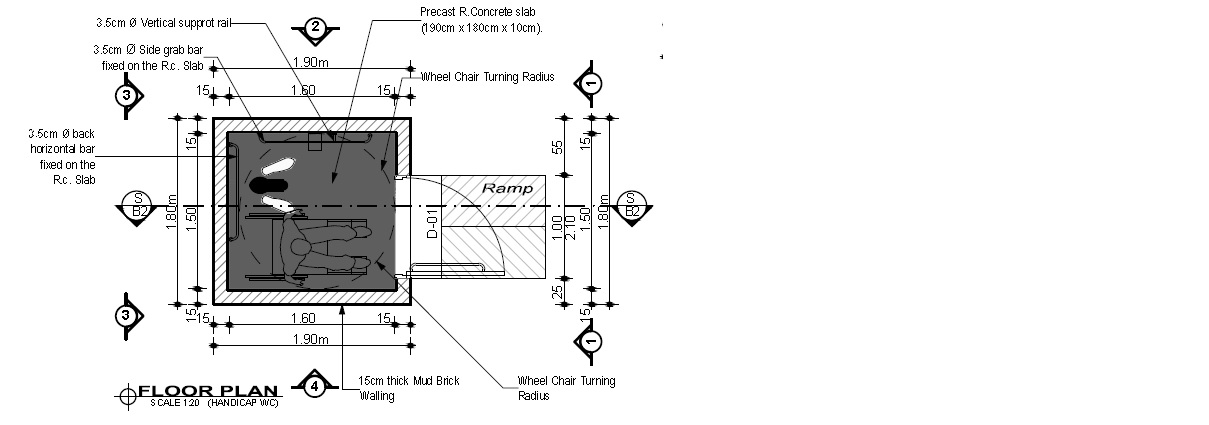 3.5cm Ø Vertical supprot rail
2
Precast R.Concrete slab
(190cm x 180cm x 10cm).
3.5cm Ø Side grab bar
fixed on the R.c. Slab
1.90m
Wheel Chair Turning Radius
1
3
15
1.60
15
3.5cm Ø back
horizontal bar
fixed on the
R.c. Slab
15
55
15
Ramp
S
B2
1.80m
1.50
D-01
1.00
2.10
1.50
1.80m
S
B2
25
3
15
15
1.60
15
15
1.90m
1
4
15cm thick Mud Brick
Walling
Wheel Chair Turning
Radius
FLOOR PLAN
SCALE 1:20 (HANDICAP WC)